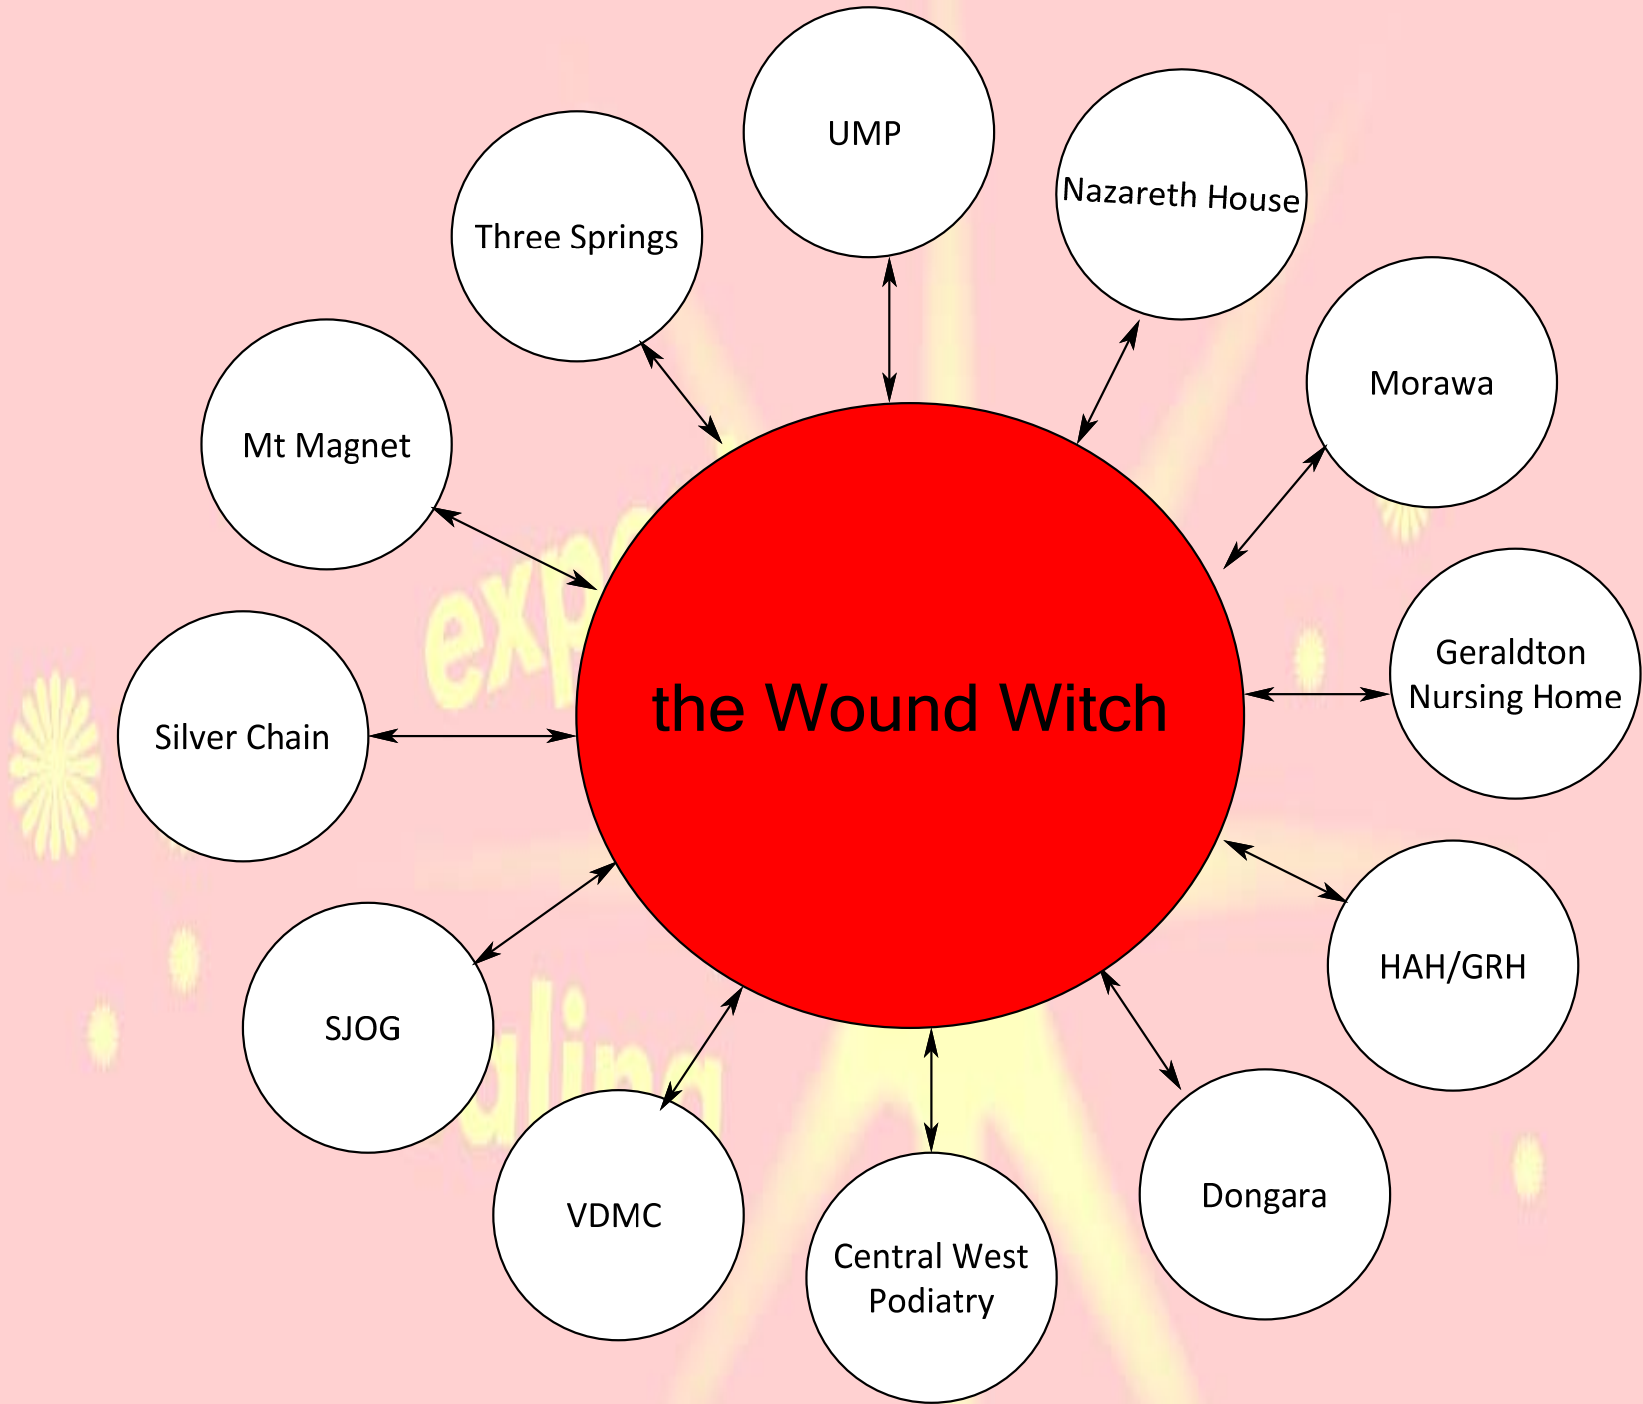 UMP
Nazareth House
Three Springs
Morawa
Mt Magnet
Geraldton
Nursing Home
the Wound Witch
Silver Chain
HAH/GRH
SJOG
Dongara
VDMC
Central West
Podiatry